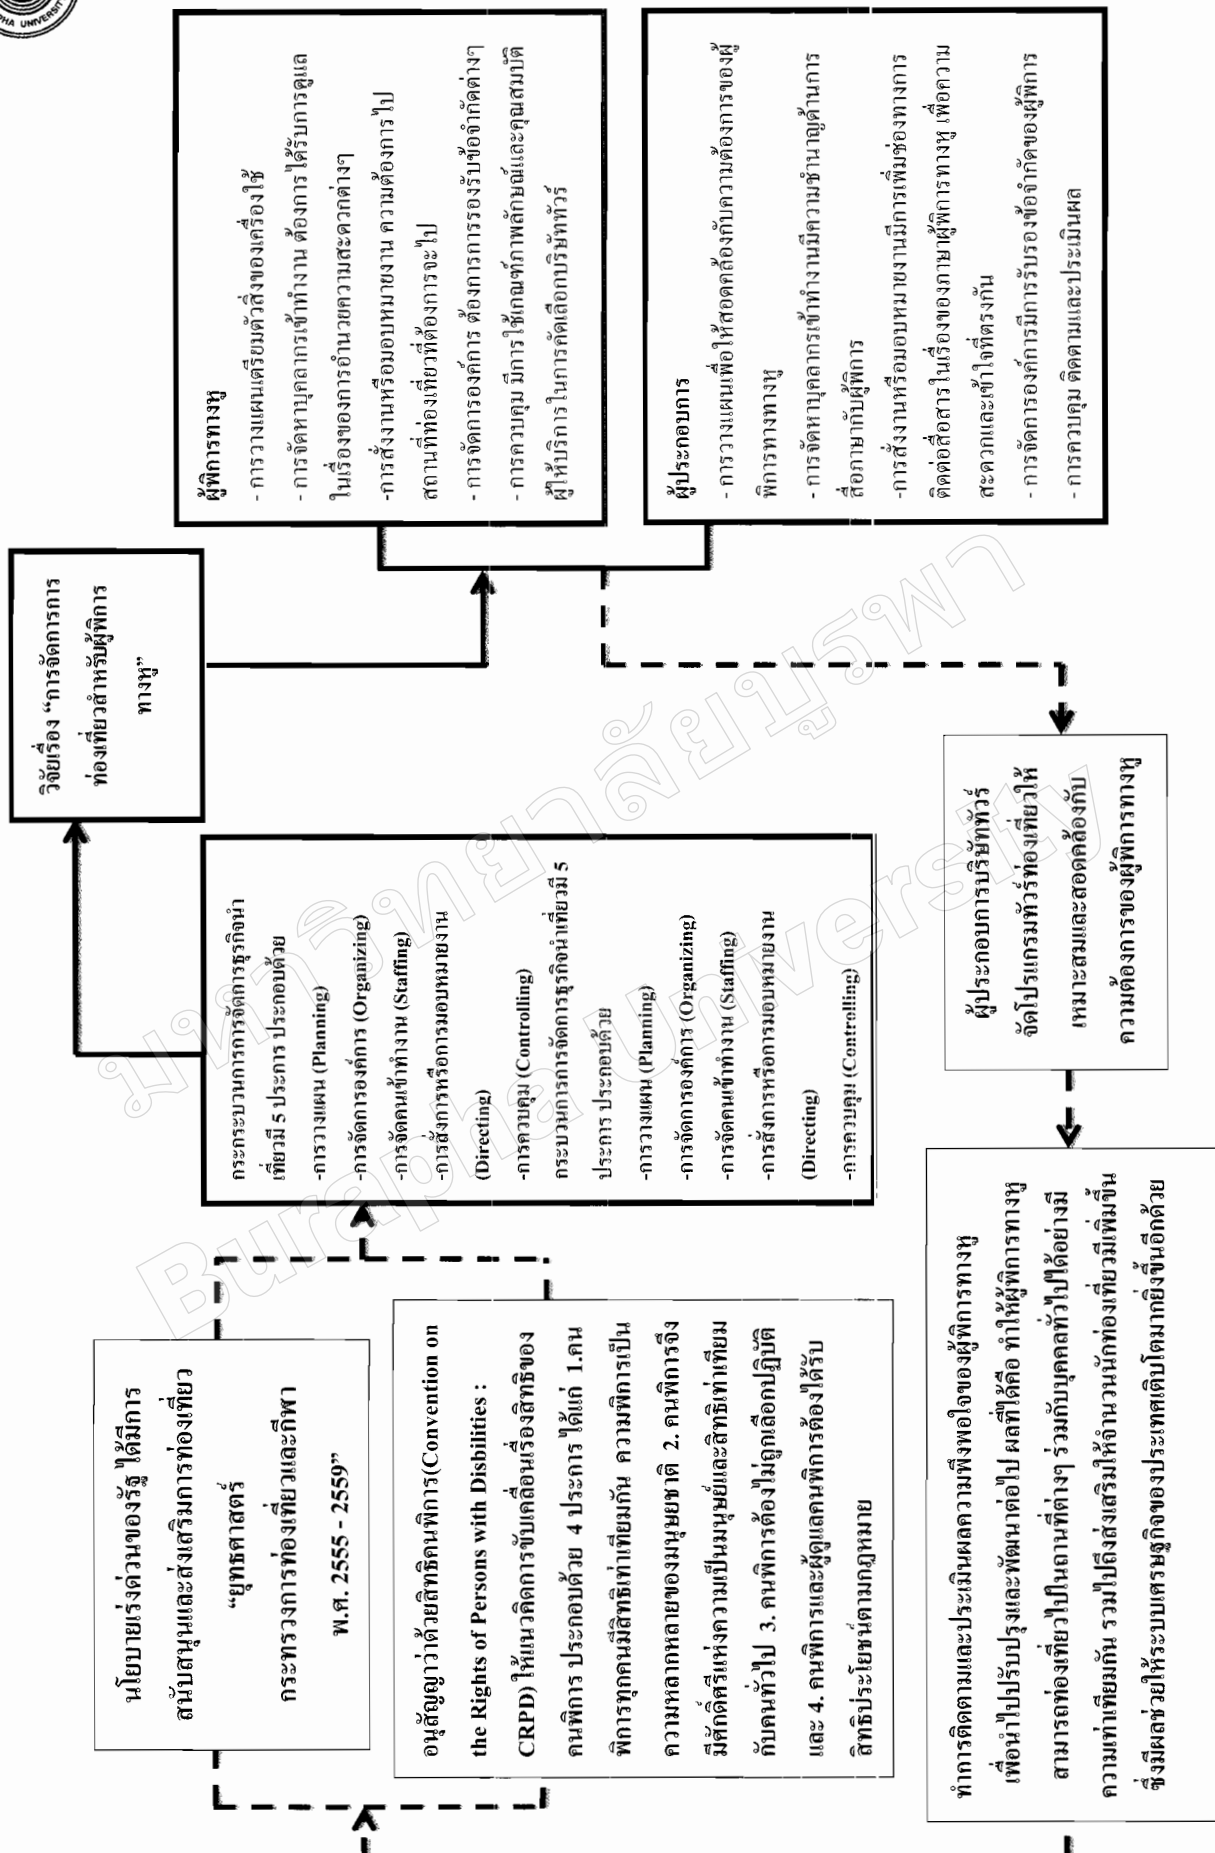 นโยบายเร่งด่วนของรัฐ ได้มีการ
สนับสนุนและส่งเสริมการท่องเที่ยว
“ยุทธศาสตร์
กระทรวงการท่องเที่ยวและกีฬา
พ.ศ. 2555 - 2559”
อนุสัญญาว่าด้วยสิทธิคนพิการ(Convention on
the Rights of Persons with Disbilities :
CRPD) ให้แนวคิดการขับเคลื่อนเรื่องสิทธิของ
คนพิการ ประกอบด้วย 4 ประการ ได้แก่ 1.คน
พิการทุกคนมีสิทธิเท่าเทียมกัน ความพิการเป็น
ความหลากหลายของมนุษยชาติ 2. คนพิการจึง
มีศักดิ์ศรีแห่งความเป็นมนุษย์และสิทธิเท่าเทียม
กับคนทั่วไป 3. คนพิการต้องไม่ถูกเลือกปฏิบัติ
และ 4. คนพิการและผู้ดูแลคนพิการต้องได้รับ
สิทธิประโยชน์ตามกฎหมาย
กระกระบวนการการจัดการธุรกิจนำ
เที่ยวมี 5 ประการ ประกอบด้วย
-การวางแผน (Planning)
-การจัดการองค์การ (Organizing)
-การจัดคนเข้าทำงาน (Staffing)
-การสั่งการหรือการมอบหมายงาน
(Directing)
-การควบคุม (Controlling)
กระบวนการการจัดการธุรกิจนำเที่ยวมี 5
ประการ ประกอบด้วย
-การวางแผน (Planning)
-การจัดการองค์การ (Organizing)
-การจัดคนเข้าทำงาน (Staffing)
-การสั่งการหรือการมอบหมายงาน
(Directing)
-การควบคุม (Controlling)
วิจัยเรื่อง “การจัดการการ
ท่องเที่ยวสำหรับผู้พิการ
ทางหู”
ผู้พิการทางหู
- การวางแผนเตรียมตัวสิ่งของเครื่องใช้
- การจัดหาบุคลากรเข้าทำงาน ต้องการได้รับการดูแล
ในเรื่องของการอำนวยความสะดวกต่างๆ
-การสั่งงานหรือมอบหมายงาน ความต้องการไป
สถานที่ท่องเที่ยวที่ต้องการจะไป
- การจัดการองค์การ ต้องการการรองรับข้อจำกัดต่างๆ
- การควบคุม มีการใช้เกณฑ์ภาพลักษณ์และคุณสมบัติ
ผู้ให้บริการในการคัดเลือกบริษัททัวร์
ผู้ประกอบการ
- การวางแผนเพื่อให้สอดคล้องกับความต้องการของผู้
พิการทางทางหู
- การจัดหาบุคลากรเข้าทำงานมีความชำนาญด้านการ
สื่อภาษากับผู้พิการ
-การสั่งงานหรือมอบหมายงานมีการเพิ่มช่องทางการ
ติดต่อสื่อสารในเรื่องของภาษาผู้พิการทางหู เพื่อความ
สะดวกและเข้าใจที่ตรงกัน
- การจัดการองค์การมีการรับรองข้อจำกัดของผู้พิการ
- การควบคุม ติดตามและประเมินผล
ผู้ประกอบการบริษัททัวร์
จัดโปรแกรมทัวร์ท่องเที่ยวให้
เหมาะสมและสอดคล้องกับ
ความต้องการของผู้พิการทางหู
ทำการติดตามและประเมินผลความพึงพอใจของผู้พิการทางหู
เพื่อนำไปปรับปรุงและพัฒนาต่อไป ผลที่ได้คือ ทำให้ผู้พิการทางหู
สามารถท่องเที่ยวไปในถานที่ต่างๆ ร่วมกับบุคคลทั่วไปได้อย่างมี
ความเท่าเทียมกัน รวมไปถึงส่งเสริมให้จำนวนนักท่องเที่ยวมีเพิ่มขึ้น
ซึ่งมีผลช่วยให้ระบบเศรษฐกิจของประเทศเติบโตมากยิ่งขึ้นอีกด้วย
มหาวิทยาลัยบูรพา
Burapha University